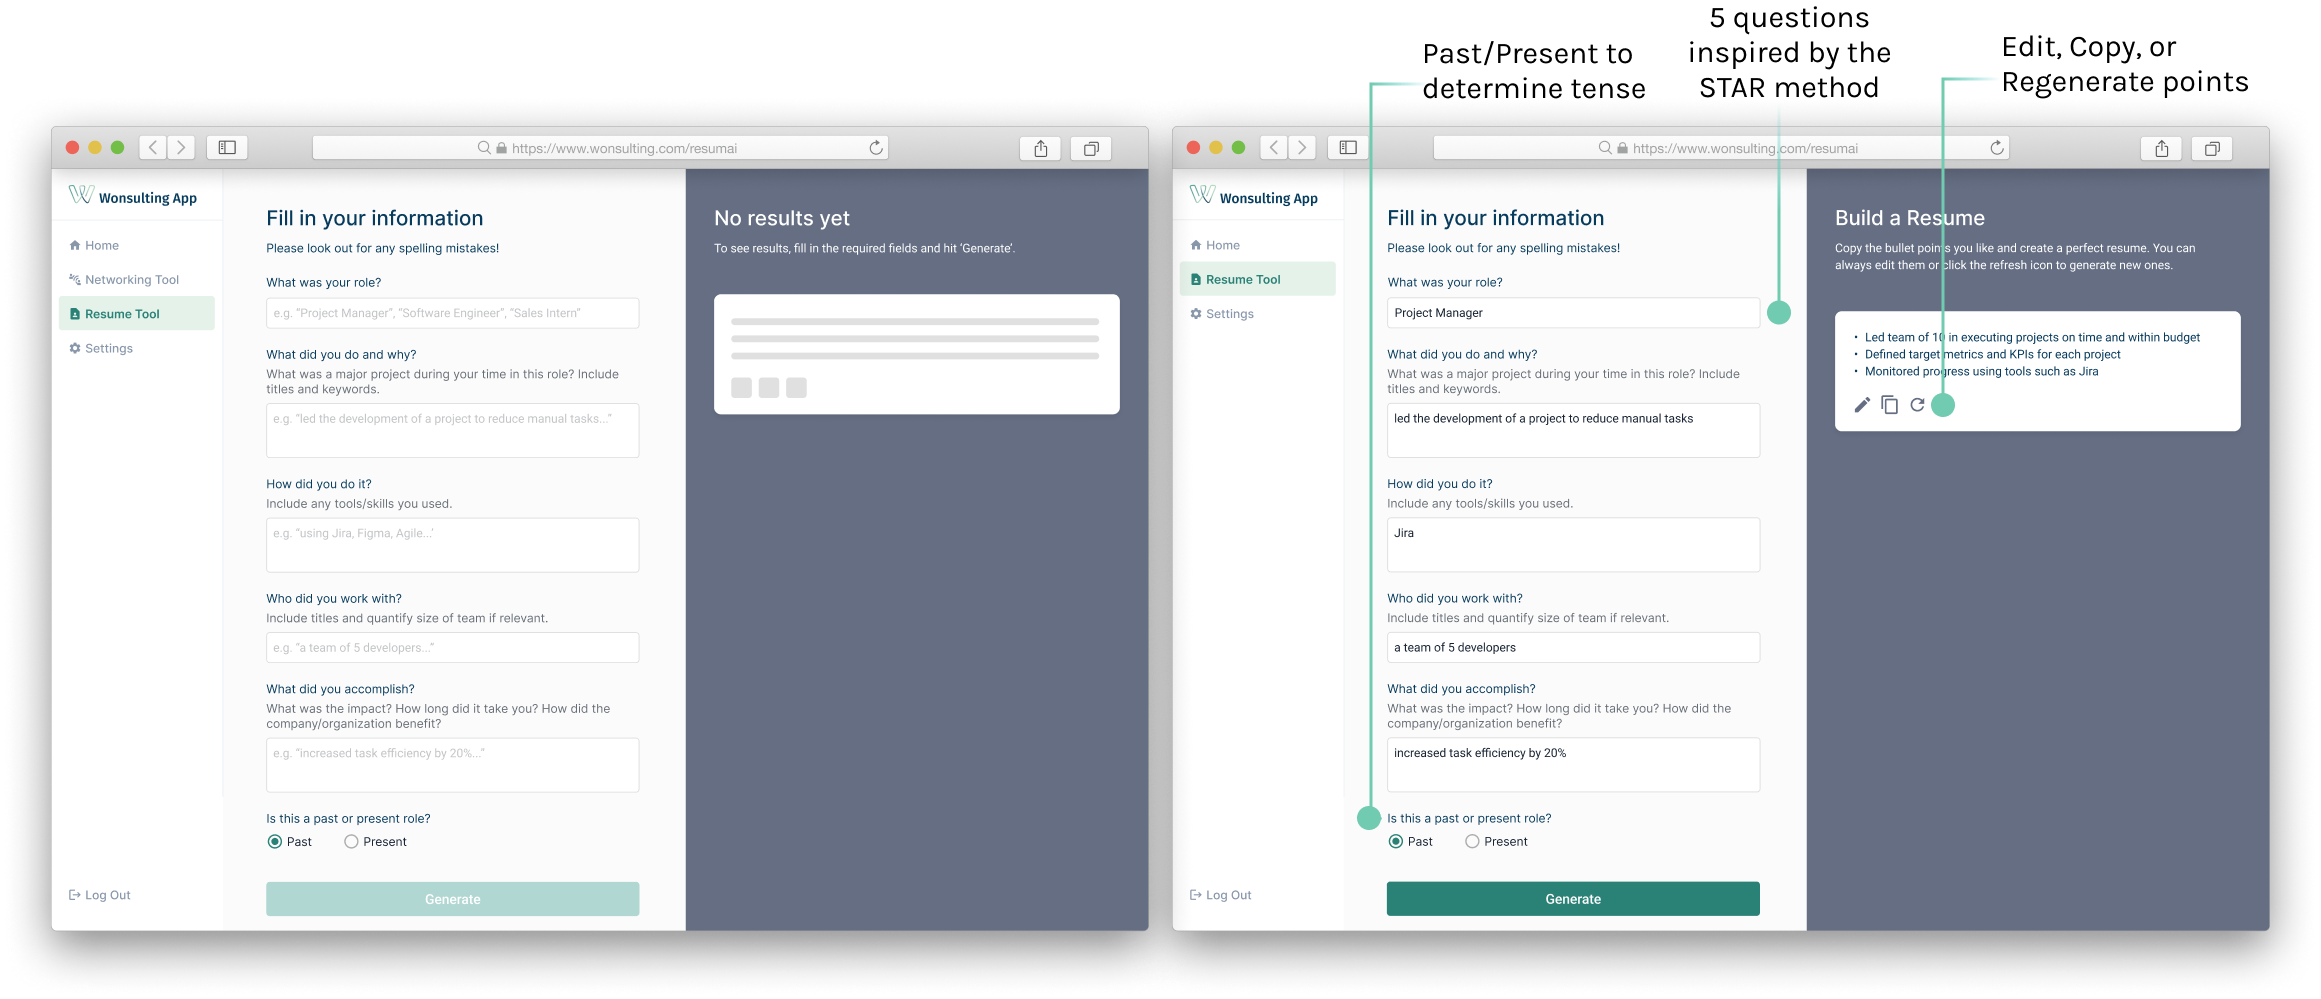 Past/Present to
determine tense
5 questions
inspired by the
STAR method
Edit, Copy, or
Regenerate points
https://www.wonsulting.com/resumai
Wonsulting App
Home
Networking Tool
Resume Tool
Settings
Log Out
Fill in your information
Please look out for any spelling mistakes!
What was your role?
e.g. “Project Manager”, “Software Engineer”, “Sales Intern”
What did you do and why?
What was a major project during your time in this role? Include
titles and keywords.
e.g. “led the development of a project to reduce manual tasks...”
How did you do it?
Include any tools/skills you used.
e.g. “using Jira, Figma, Agile...’
Who did you work with?
Include titles and quantify size of team if relevant.
e.g. “a team of 5 developers...”
What did you accomplish?
What was the impact? How long did it take you? How did the
company/organization benefit?
e.g. “increased task efficiency by 20%...”
Is this a past or present role?
Past Present
Generate
No results yet
To see results, fill in the required fields and hit ‘Generate’.
https://www.wonsulting.com/resumai
Wonsulting App
Home
Resume Tool
Settings
Log Out
Fill in your information
Please look out for any spelling mistakes!
What was your role?
Project Manager
What did you do and why?
What was a major project during your time in this role? Include
titles and keywords.
led the development of a project to reduce manual tasks
How did you do it?
Include any tools/skills you used.
Jira
Who did you work with?
Include titles and quantify size of team if relevant.
a team of 5 developers
What did you accomplish?
What was the impact? How long did it take you? How did the
company/organization benefit?
increased task efficiency by 20%
Is this a past or present role?
Past Present
Generate
Build a Resume
Copy the bullet points you like and create a perfect resume. You can
always edit them or click the refresh icon to generate new ones.
• Led team of 10 in executing projects on time and within budget
• Defined target metrics and KPIs for each project
• Monitored progress using tools such as Jira